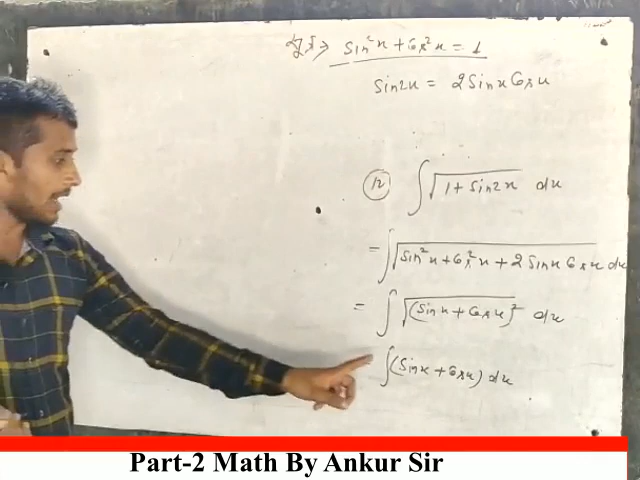 सूत्र → sin²x + cos²x = 1
sin2x = 2 sinx cosx
12 ∫√(1 + sin2x) dx
= ∫√(sin²x + cos²x + 2 sinx cosx) dx
= ∫√(sinx + cosx)² dx
∫(sinx + cosx) dx
Part-2 Math By Ankur Sir